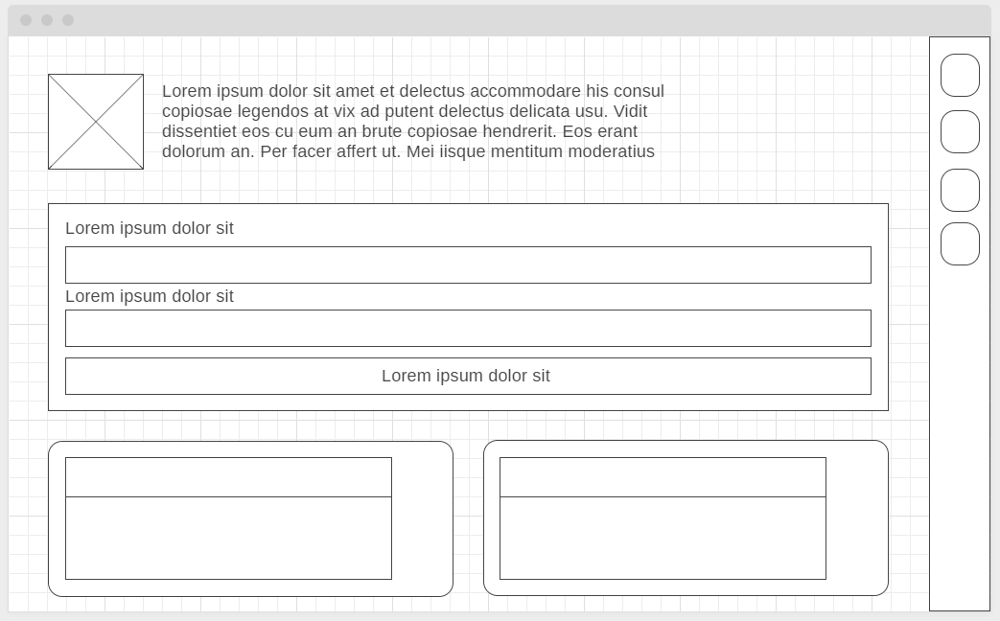 Lorem ipsum dolor sit amet et delectus accommodare his consul
copiosae legendos at vix ad putent delectus delicata usu. Vidit
dissentiet eos cu eum an brute copiosae hendrerit. Eos erant
dolorum an. Per facer affert ut. Mei iisque mentitum moderatius
Lorem ipsum dolor sit
Lorem ipsum dolor sit
Lorem ipsum dolor sit